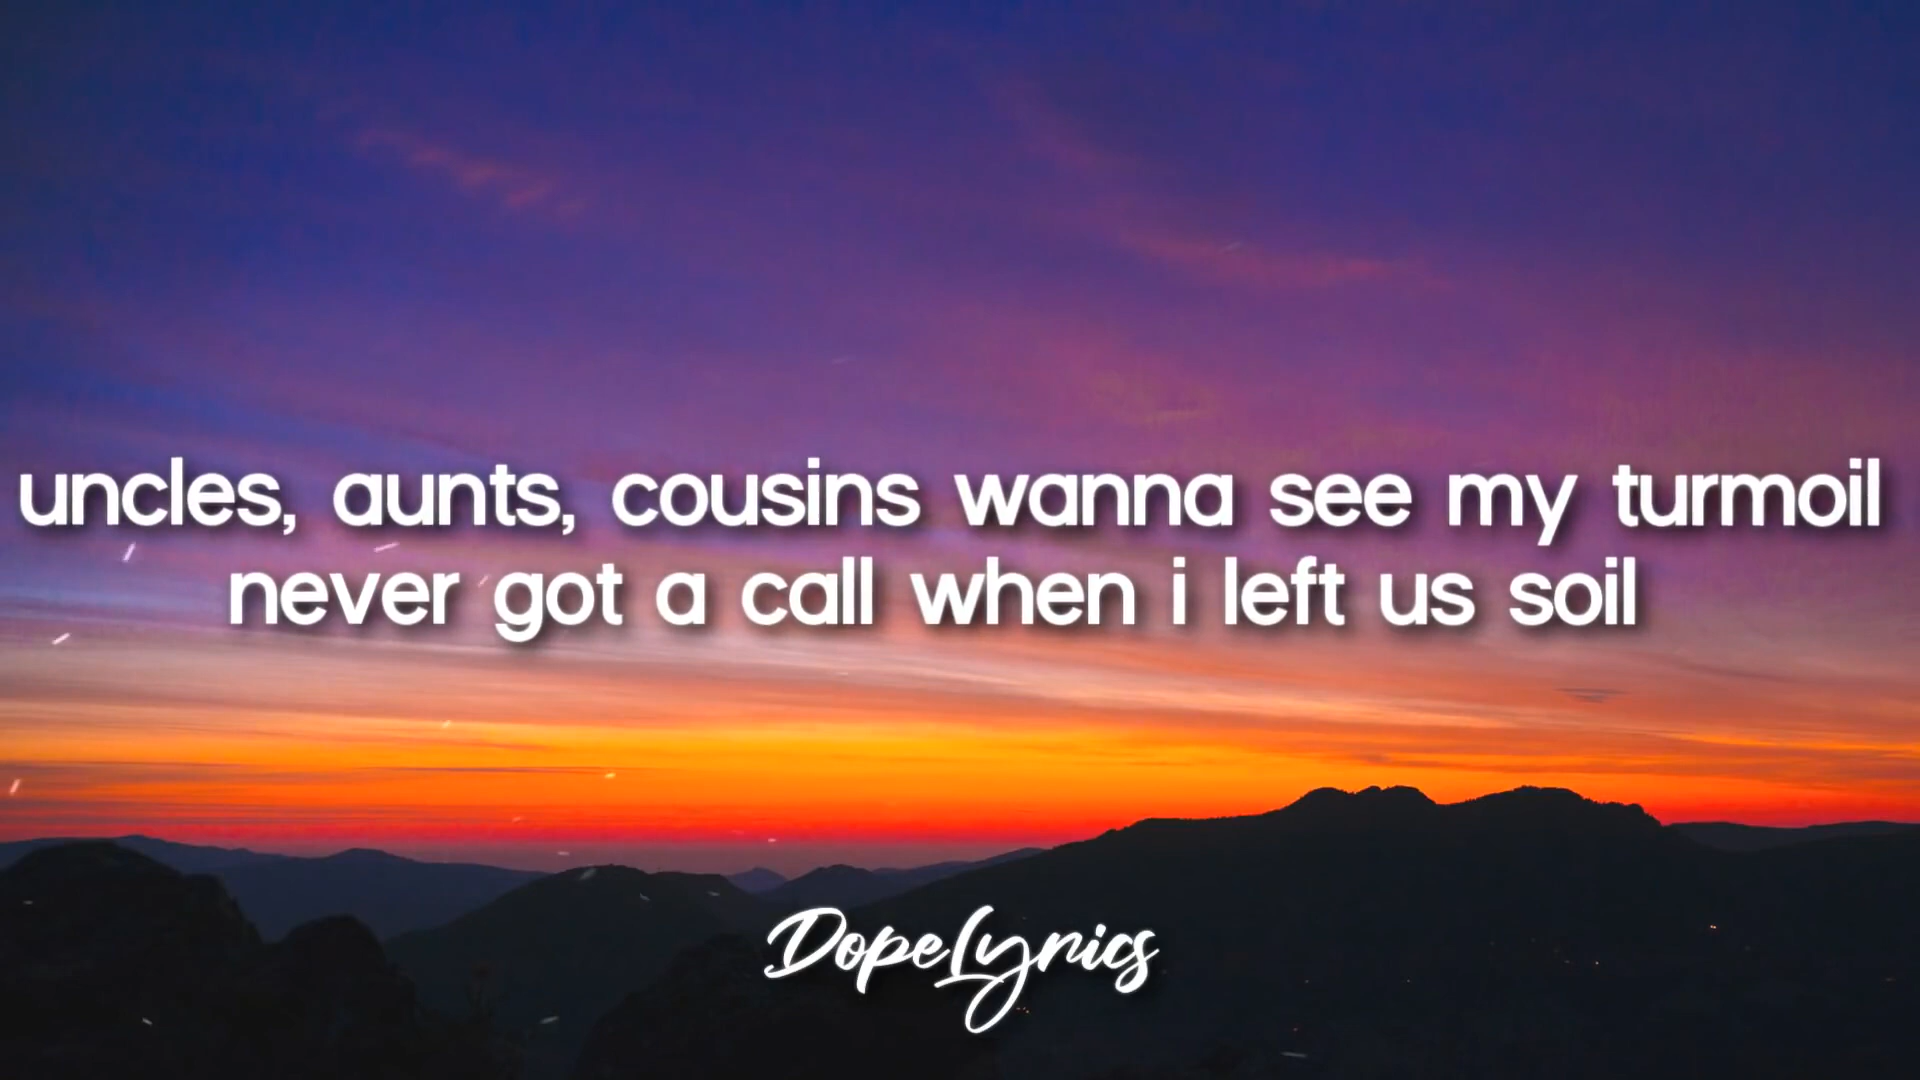 uncles, aunts, cousins wanna see my turmoil
never got a call when i left us soil
DopeLyrics